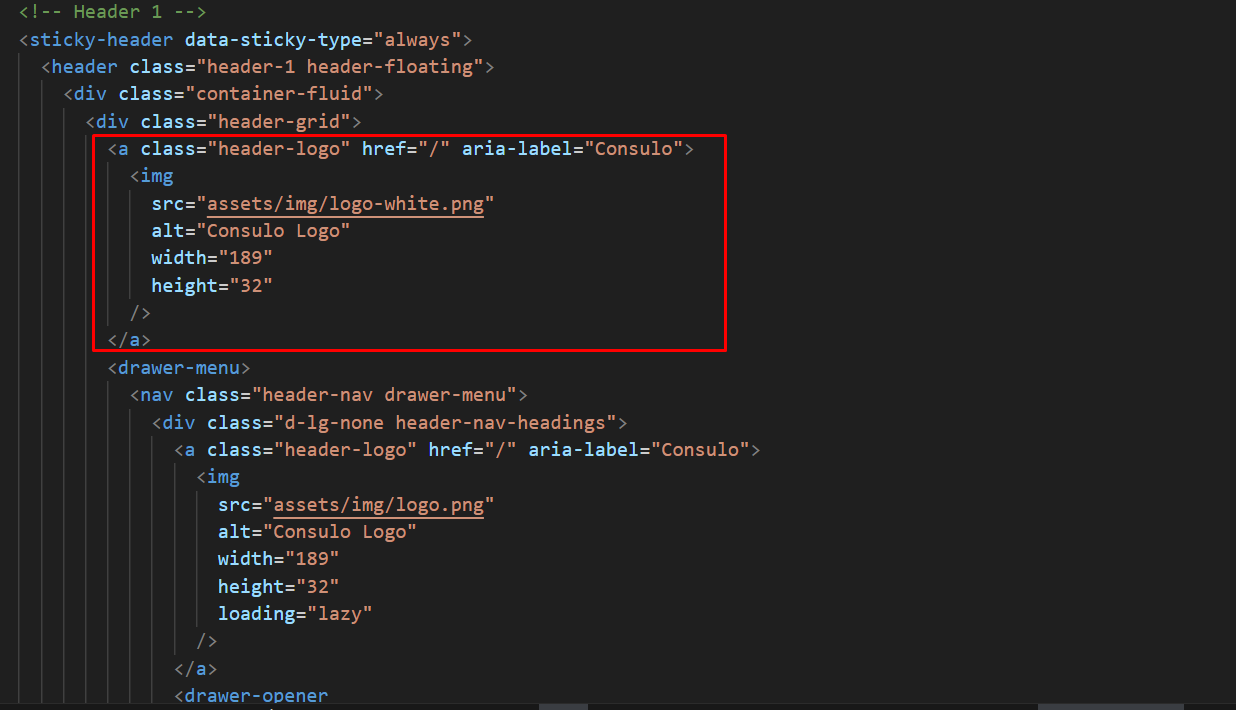 <!-- Header 1 -->
<sticky-header data-sticky-type="always">
<header class="header-1 header-floating">
<div class="container-fluid">
<div class="header-grid">
<a class="header-logo" href="/" aria-label="Consulo">
<img
src="assets/img/logo-white.png"
alt="Consulo Logo"
width="189"
height="32"
/>
</a>
<drawer-menu>
<nav class="header-nav drawer-menu">
<div class="d-lg-none header-nav-headings">
<a class="header-logo" href="/" aria-label="Consulo">
<img
src="assets/img/logo.png"
alt="Consulo Logo"
width="189"
height="32"
loading="lazy"
/>
</a>
<drawer-opener